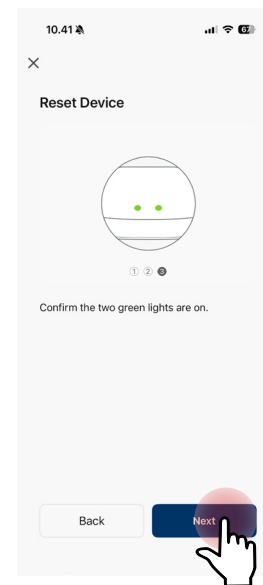 10.41
67
Reset Device
1 2 3
Confirm the two green lights are on.
Back
Next